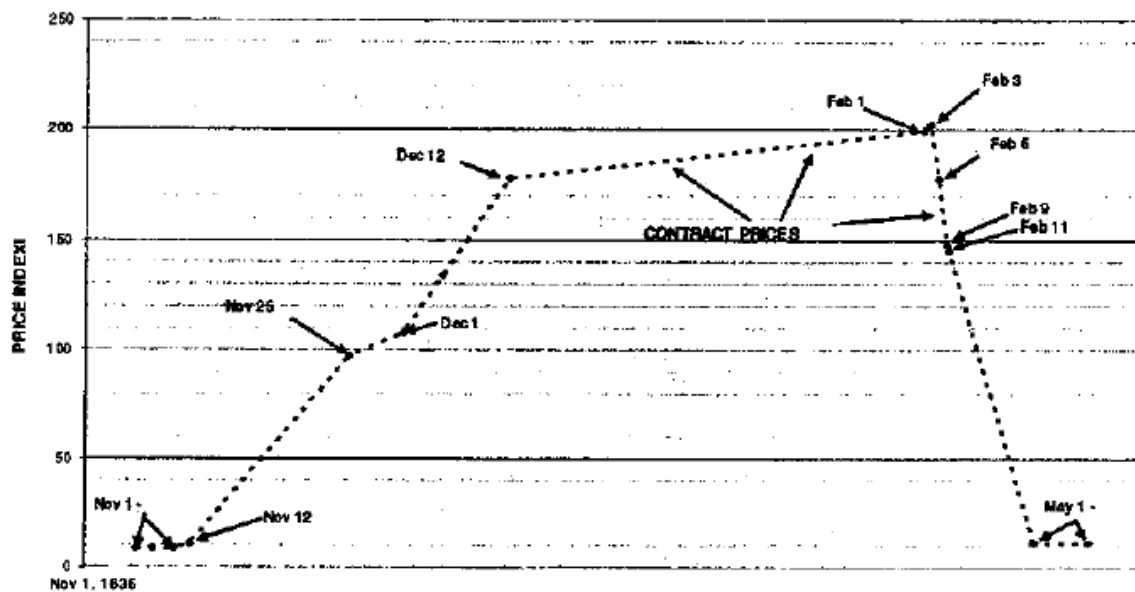 250
200
150
100
50
0
PRICE INDEXI
Feb 3
Feb 1
Dec 12
Feb 6
Feb 9
Feb 11
CONTRACT PRICES
Nov 25
Dec 1
Nov 1 -
Nov 12
May 1 -
Nov 1, 1636